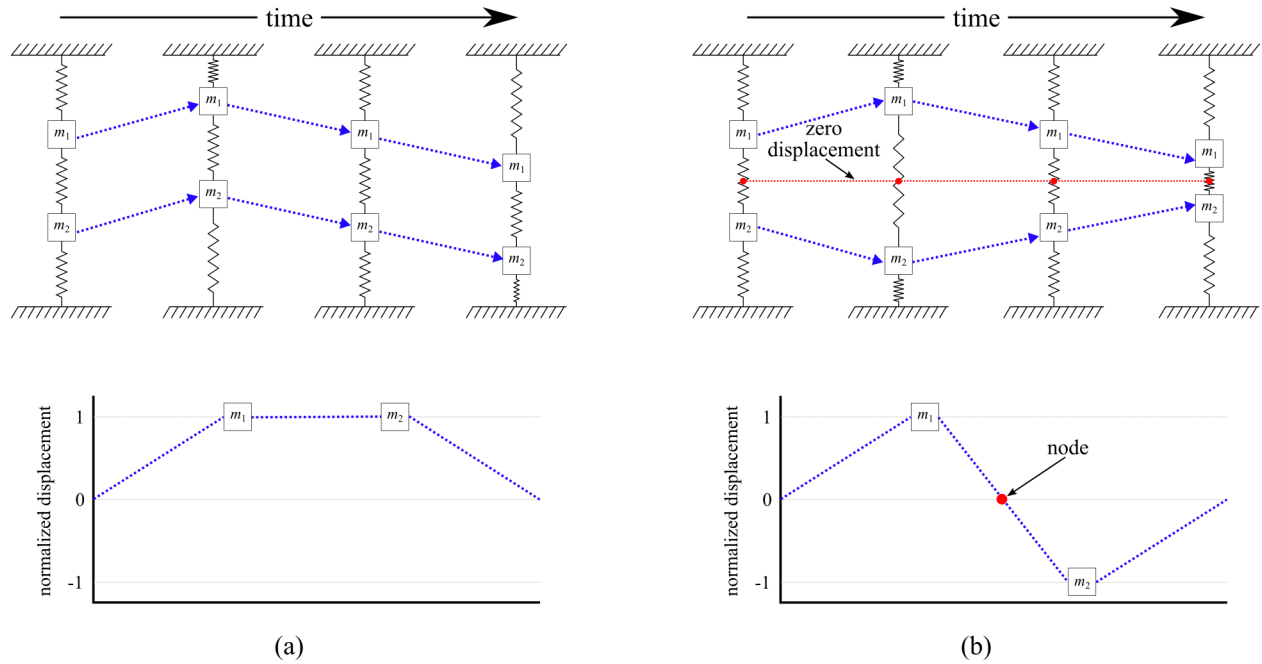 time
m₁
m₁
m₁
m₁
m₂
m₂
m₂
m₂
normalized displacement
1
0
-1
m₁
m₂
(a)
time
m₁
m₁
m₁
m₁
zero
displacement
m₂
m₂
m₂
m₂
normalized displacement
1
0
-1
m₁
node
m₂
(b)